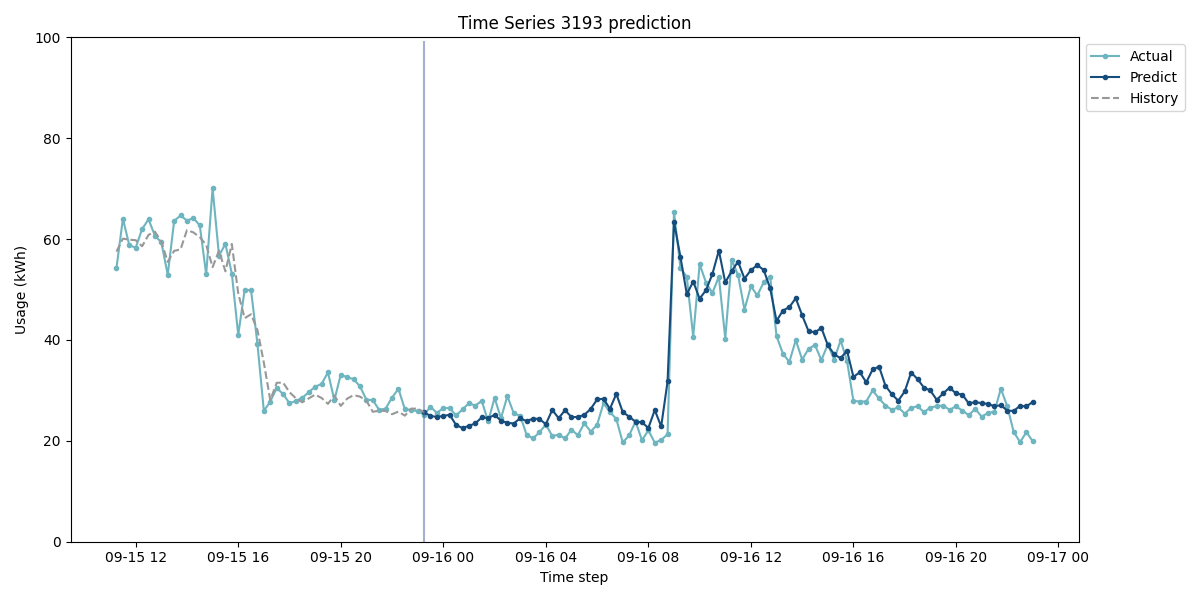 Time Series 3193 prediction
Usage (kWh)
100
80
60
40
20
0
09-15 12
09-15 16
09-15 20
09-16 00
09-16 04
09-16 08
09-16 12
09-16 16
09-16 20
09-17 00
Time step
Actual
Predict
History